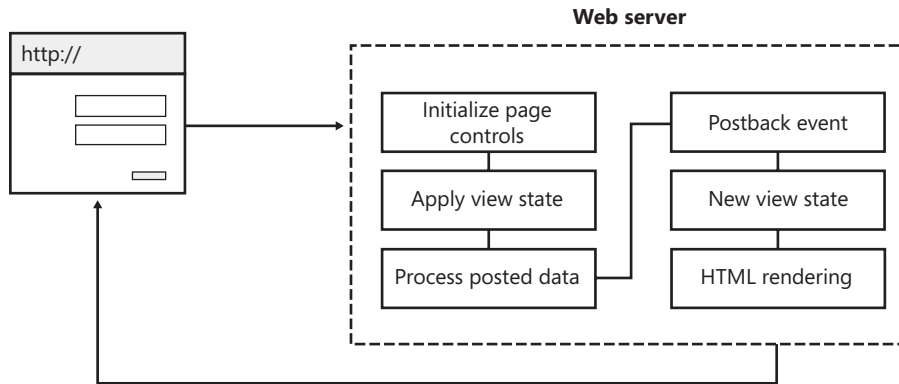 Web server
http://
Initialize page
controls
Apply view state
Process posted data
Postback event
New view state
HTML rendering